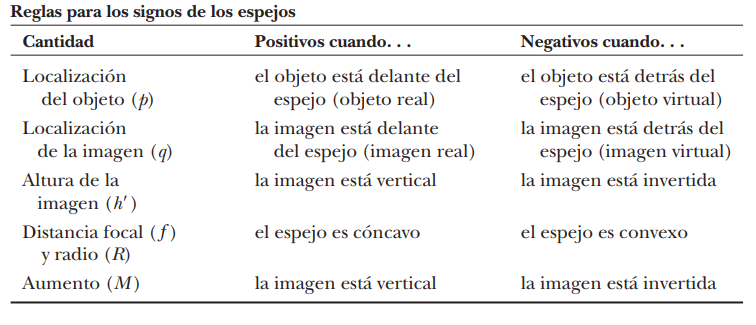 Reglas para los signos de los espejos
Cantidad Positivos cuando. . . Negativos cuando. . .
Localización el objeto está delante del el objeto está detrás del
del objeto (p) espejo (objeto real) espejo (objeto virtual)
Localización la imagen está delante la imagen está detrás del
de la imagen (q) del espejo (imagen real) espejo (imagen virtual)
Altura de la la imagen está vertical la imagen está invertida
imagen (h′)
Distancia focal (f) el espejo es cóncavo el espejo es convexo
y radio (R)
Aumento (M) la imagen está vertical la imagen está invertida